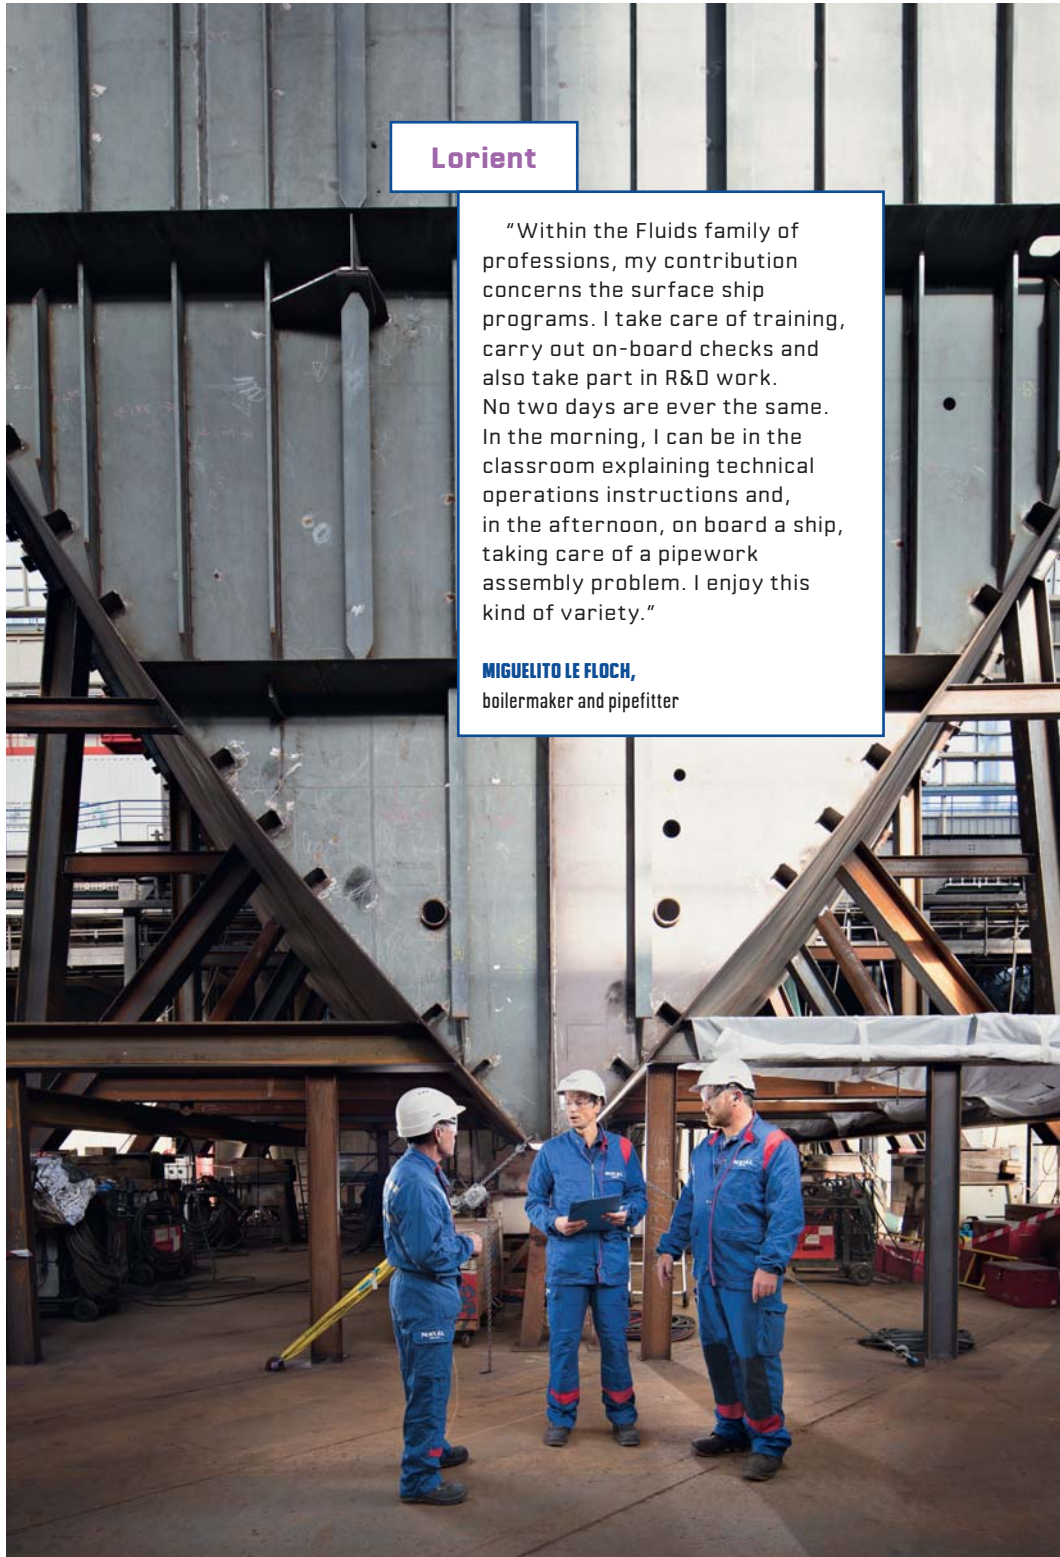 Lorient
“Within the Fluids family of
professions, my contribution
concerns the surface ship
programs. I take care of training,
carry out on-board checks and
also take part in R&D work.
No two days are ever the same.
In the morning, I can be in the
classroom explaining technical
operations instructions and,
in the afternoon, on board a ship,
taking care of a pipework
assembly problem. I enjoy this
kind of variety.”
MIGUELITO LE FLOCH,
boilermaker and pipefitter
NAVAL
NAVAL
NAVAL